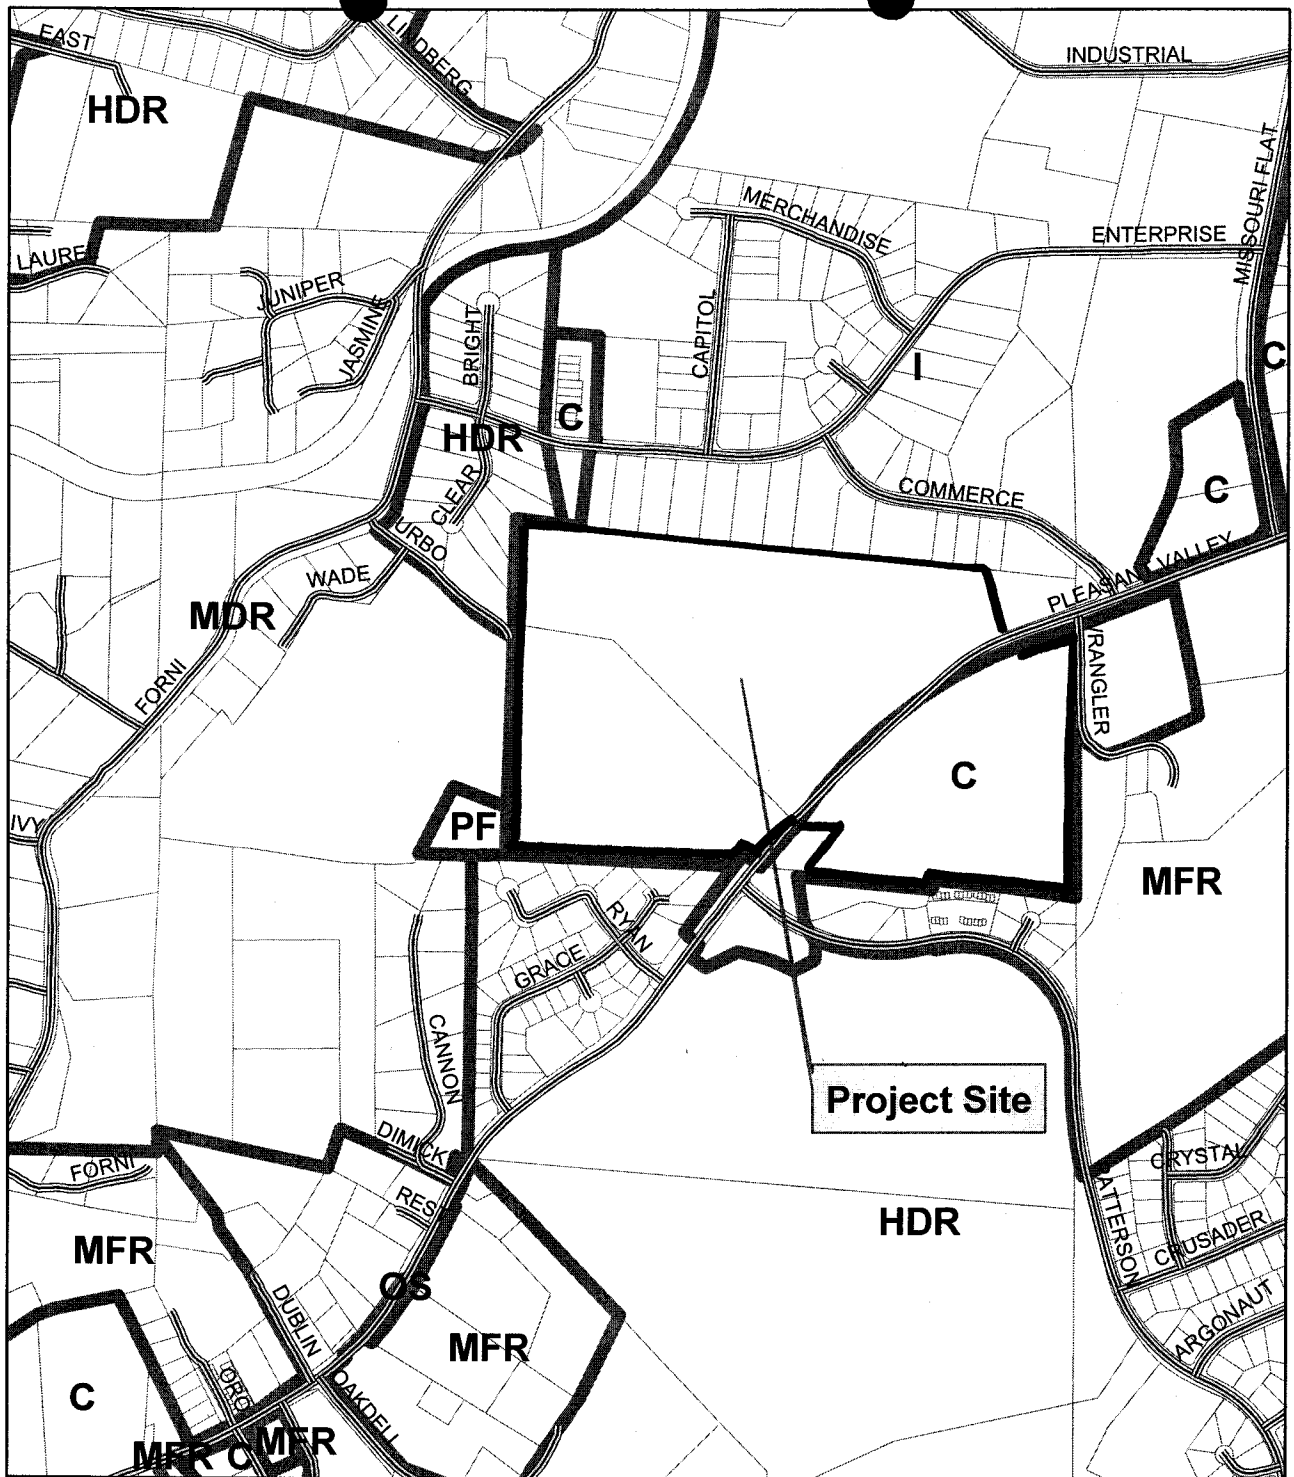 EAST
LINDBERG
INDUSTRIAL
HDR
MISSOURI FLAT
MERCHANDISE
ENTERPRISE
LAUREL
JUNIPER
JASMINE
BRIGHT
CAPITOL
I
C
C
HDR
CLEAR
C
COMMERCE
URBO
WADE
PLEASANT VALLEY
MDR
WRANGLER
FORNI
C
IVY
PF
MFR
RYAN
GRACE
CANNON
Project Site
DIMICK
FORNI
CRYSTAL
RES
PATTERSON
HDR
MFR
CRUSADER
OS
DUBLIN
ARGONAUT
MFR
C
ORO
OAKDELL
MFR
C
MFR